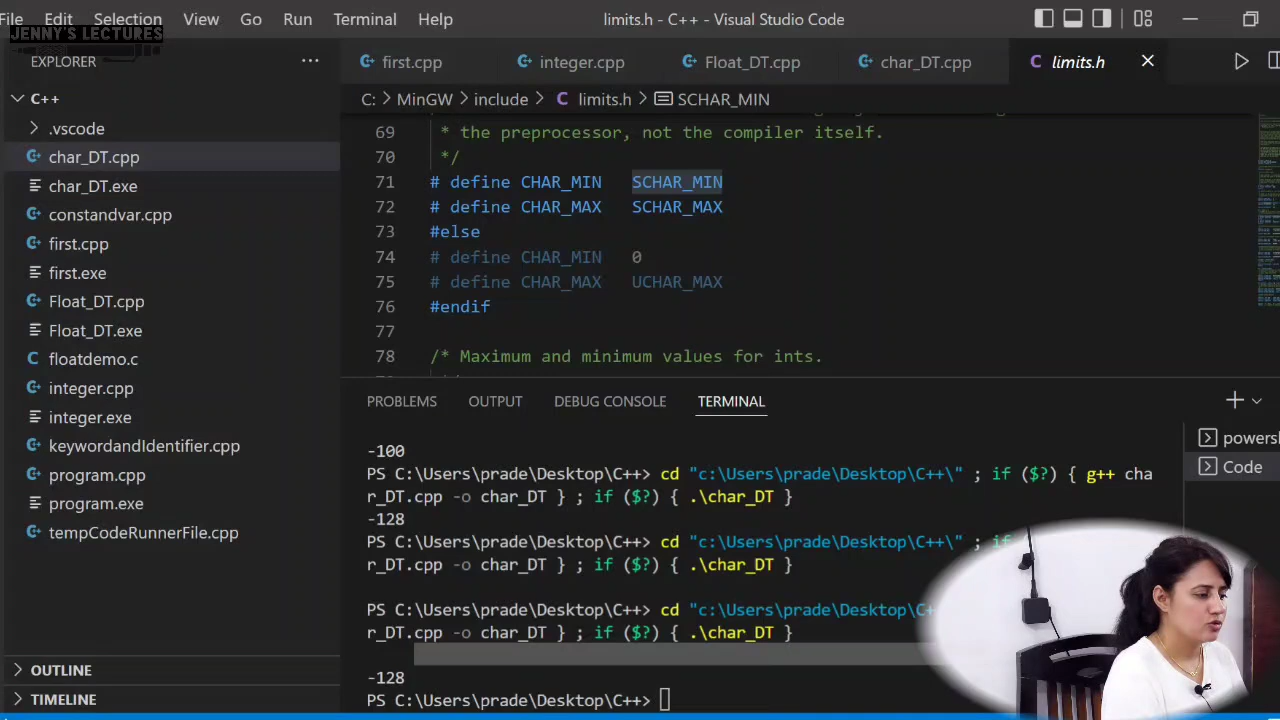 File Edit Selection View Go Run Terminal Help limits.h - C++ - Visual Studio Code
JENNY'S LECTURES
EXPLORER
first.cpp integer.cpp Float_DT.cpp char_DT.cpp limits.h
C++
C: > MinGW > include > limits.h > SCHAR_MIN
.vscode
char_DT.cpp
char_DT.exe
constandvar.cpp
first.cpp
first.exe
Float_DT.cpp
Float_DT.exe
floatdemo.c
integer.cpp
integer.exe
keywordandIdentifier.cpp
program.cpp
program.exe
tempCodeRunnerFile.cpp
OUTLINE
TIMELINE
69 * the preprocessor, not the compiler itself.
70 */
71 # define CHAR_MIN SCHAR_MIN
72 # define CHAR_MAX SCHAR_MAX
73 #else
74 # define CHAR_MIN 0
75 # define CHAR_MAX UCHAR_MAX
76 #endif
77
78 /* Maximum and minimum values for ints.
PROBLEMS OUTPUT DEBUG CONSOLE TERMINAL
-100
PS C:\Users\prade\Desktop\C++> cd "c:\Users\prade\Desktop\C++\" ; if ($?) { g++ cha
r_DT.cpp -o char_DT } ; if ($?) { .\char_DT }
-128
PS C:\Users\prade\Desktop\C++> cd "c:\Users\prade\Desktop\C++\" ; if
r_DT.cpp -o char_DT } ; if ($?) { .\char_DT }
PS C:\Users\prade\Desktop\C++> cd "c:\Users\prade\Desktop\C+
r_DT.cpp -o char_DT } ; if ($?) { .\char_DT }
-128
PS C:\Users\prade\Desktop\C++>
powersh
Code